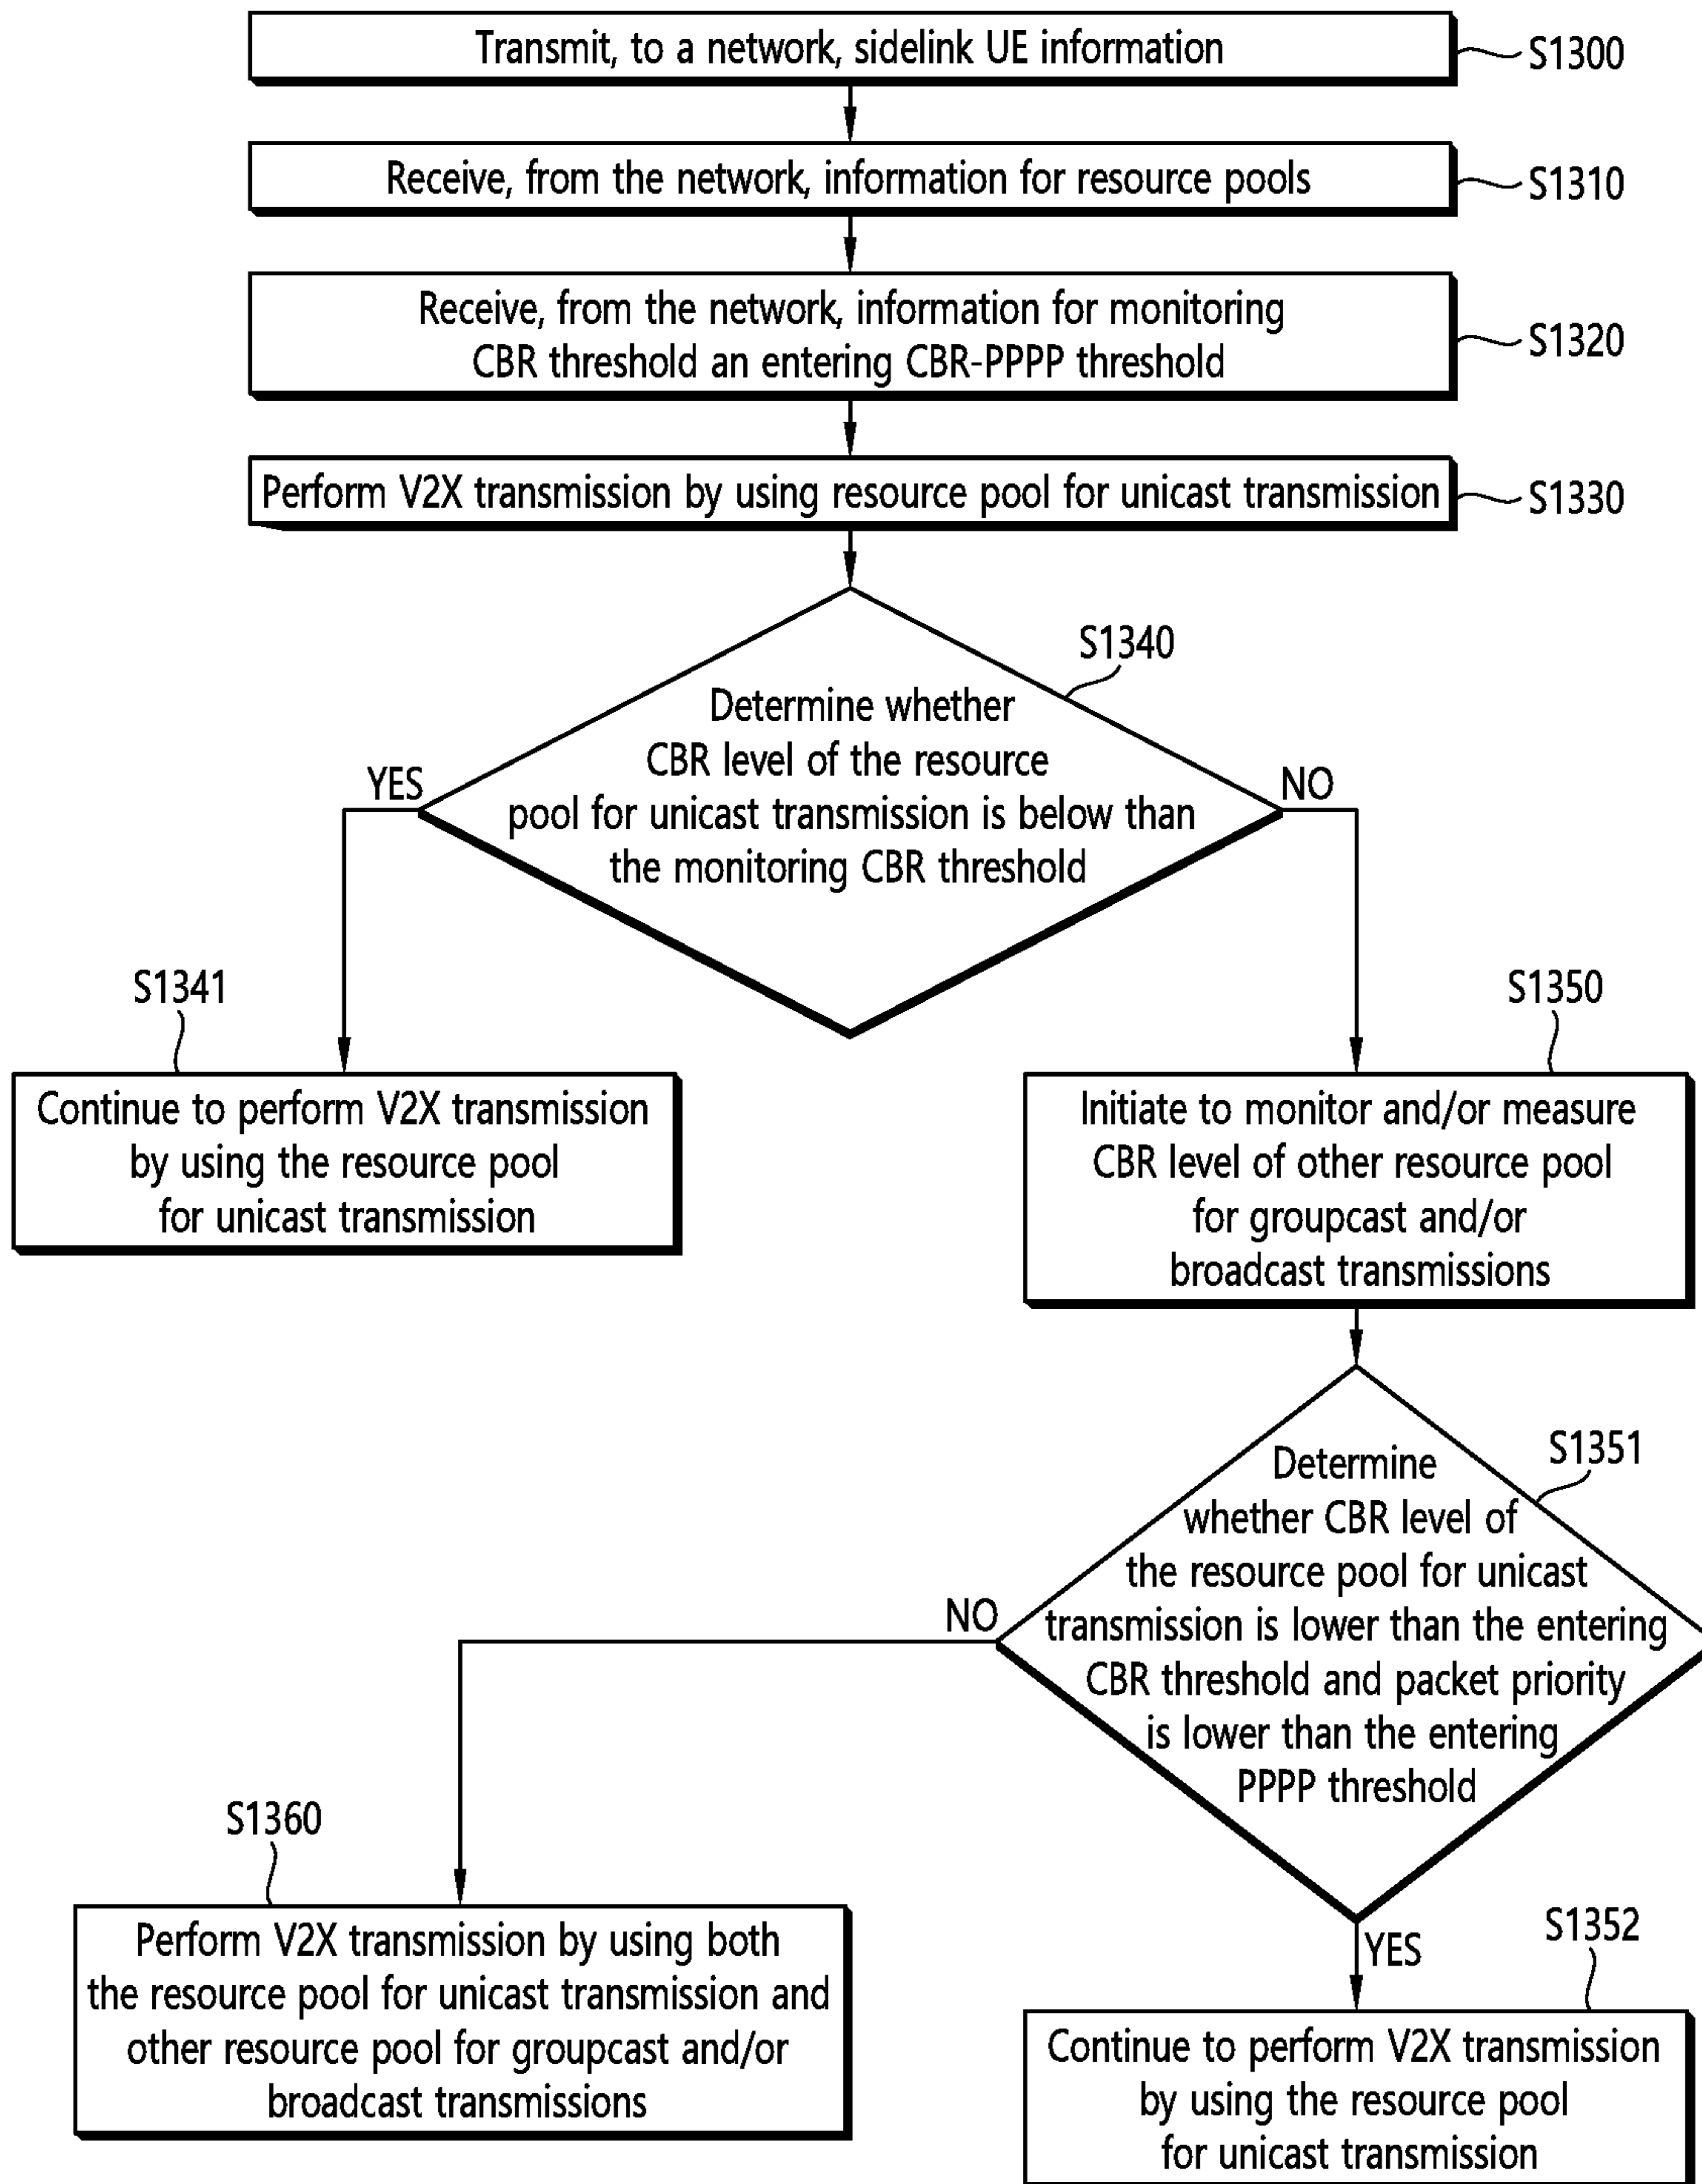 Transmit, to a network, sidelink UE information
S1300
Receive, from the network, information for resource pools
S1310
Receive, from the network, information for monitoring
CBR threshold an entering CBR-PPPP threshold
S1320
Perform V2X transmission by using resource pool for unicast transmission
S1330
S1340
Determine whether
CBR level of the resource
pool for unicast transmission is below than
the monitoring CBR threshold
YES
NO
S1341
Continue to perform V2X transmission
by using the resource pool
for unicast transmission
S1350
Initiate to monitor and/or measure
CBR level of other resource pool
for groupcast and/or
broadcast transmissions
S1351
Determine
whether CBR level of
the resource pool for unicast
transmission is lower than the entering
CBR threshold and packet priority
is lower than the entering
PPPP threshold
NO
YES
S1360
Perform V2X transmission by using both
the resource pool for unicast transmission and
other resource pool for groupcast and/or
broadcast transmissions
S1352
Continue to perform V2X transmission
by using the resource pool
for unicast transmission